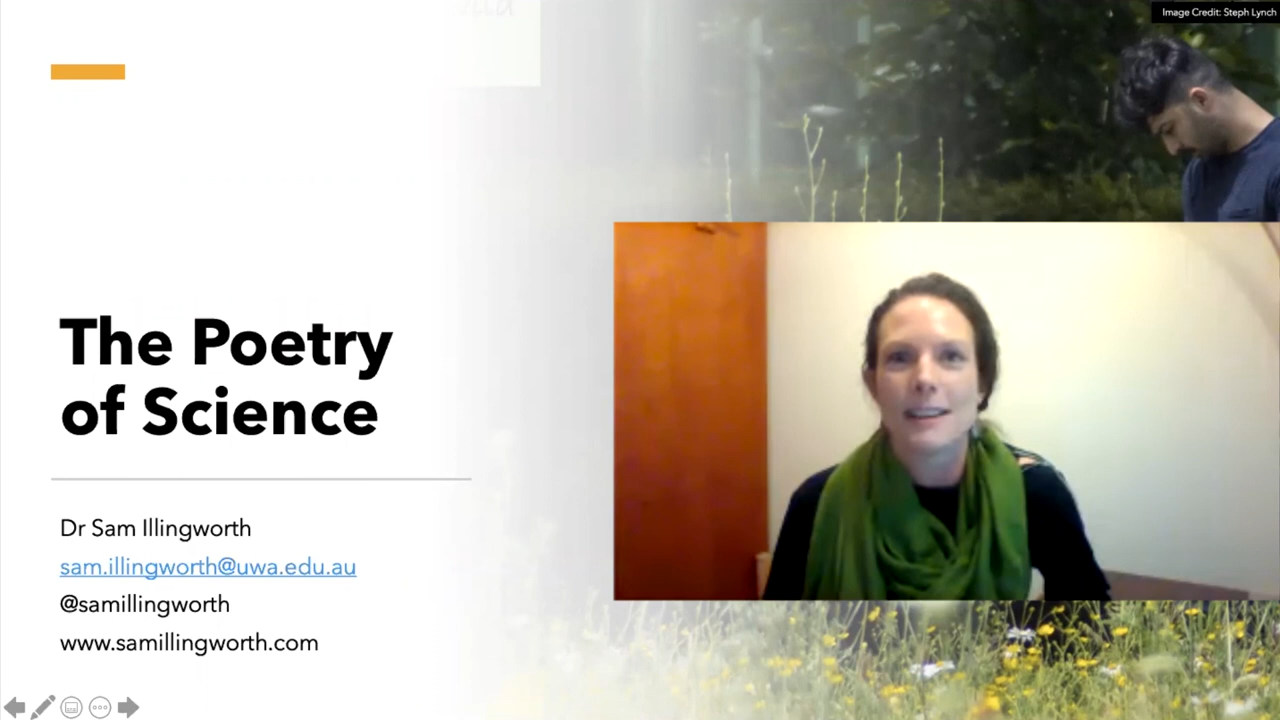 Image Credit: Steph Lynch
The Poetry
of Science
Dr Sam Illingworth
sam.illingworth@uwa.edu.au
@samillingworth
www.samillingworth.com